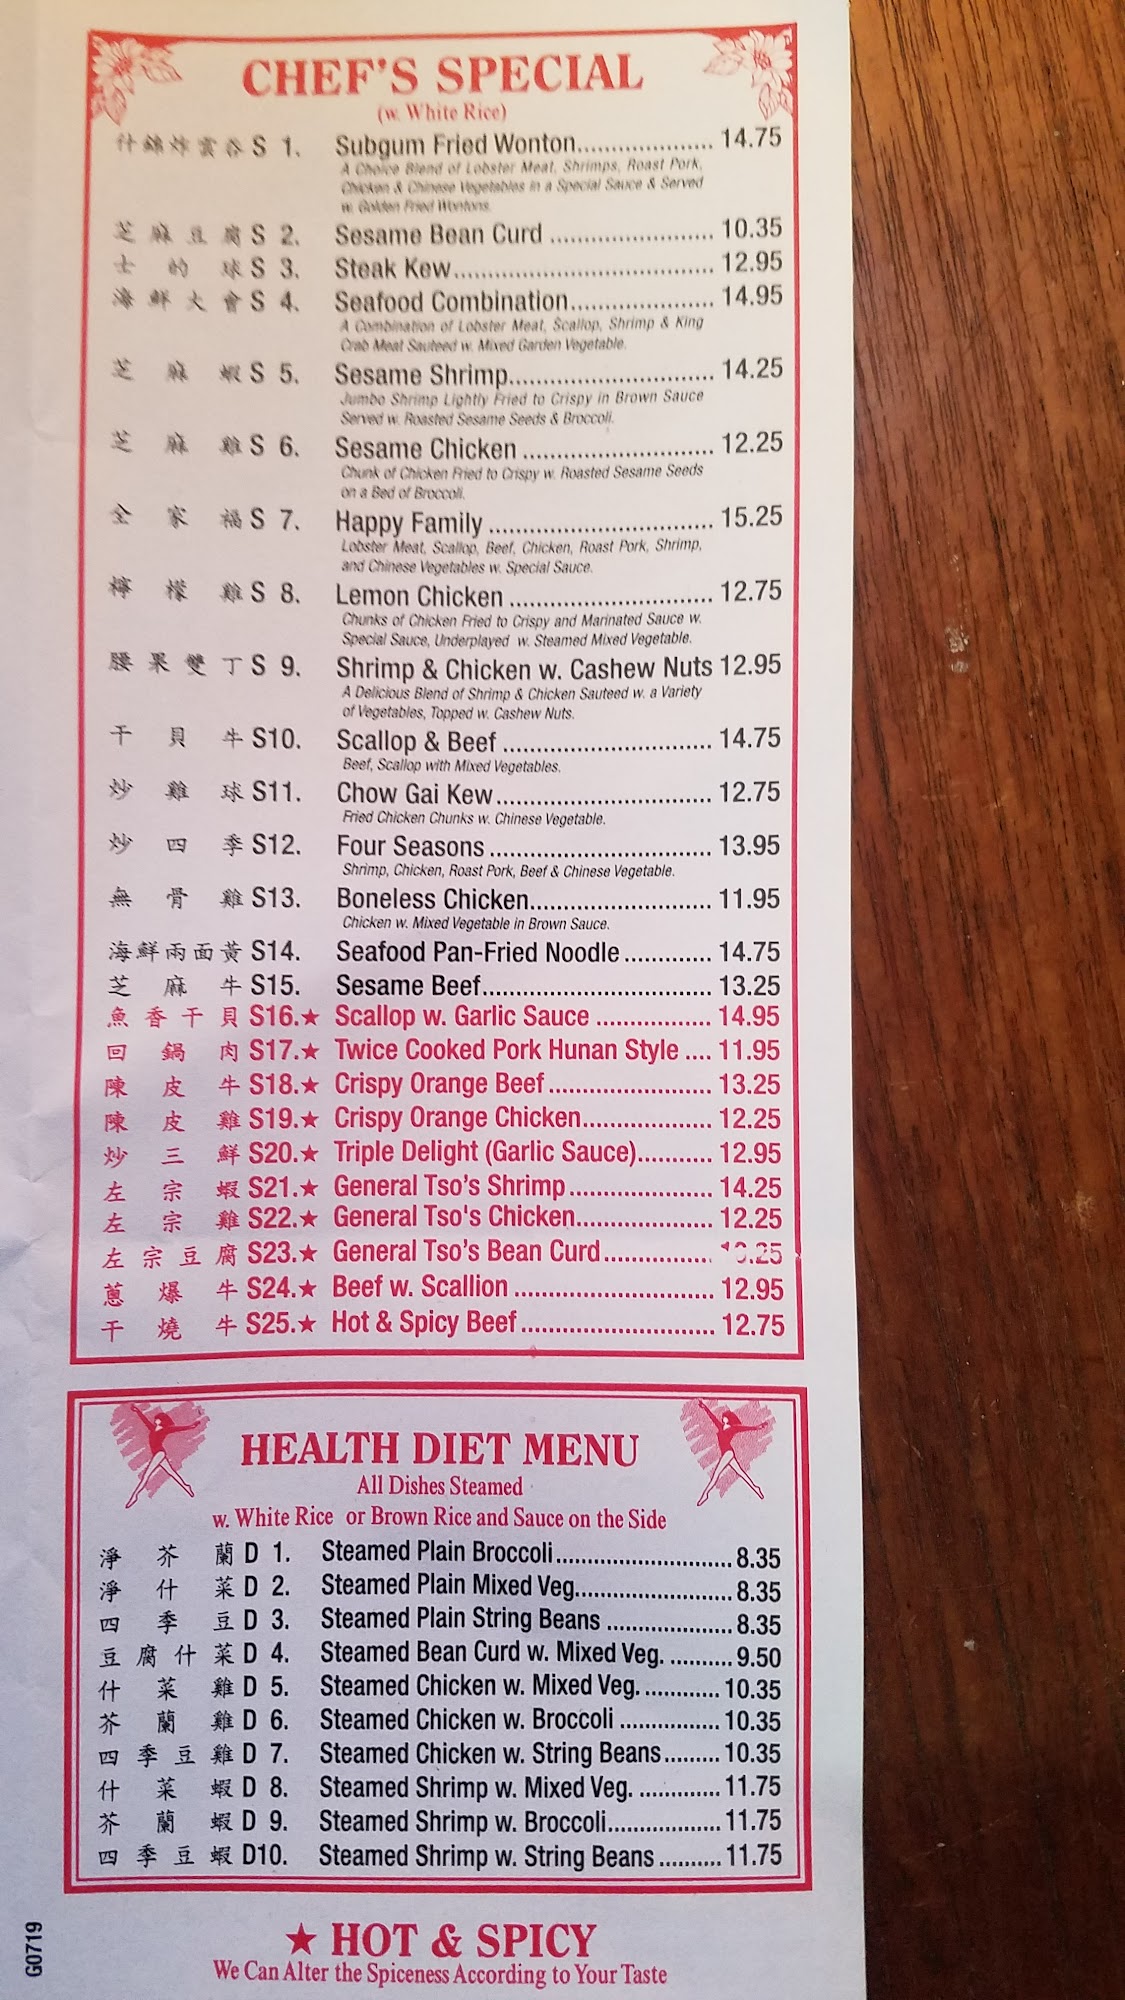 CHEF'S SPECIAL
(w. White Rice)
什錦炸雲吞 S 1. Subgum Fried Wonton..................... 14.75
A Choice Blend of Lobster Meat, Shrimps, Roast Pork,
Chicken & Chinese Vegetables in a Special Sauce & Served
w. Golden Fried Wontons.
芝麻豆腐 S 2. Sesame Bean Curd ......................... 10.35
士的球 S 3. Steak Kew....................................... 12.95
海鮮大會 S 4. Seafood Combination...................... 14.95
A Combination of Lobster Meat, Scallop, Shrimp & King
Crab Meat Sauteed w. Mixed Garden Vegetable.
芝麻蝦 S 5. Sesame Shrimp............................... 14.25
Jumbo Shrimp Lightly Fried to Crispy in Brown Sauce
Served w. Roasted Sesame Seeds & Broccoli.
芝麻雞 S 6. Sesame Chicken ............................. 12.25
Chunk of Chicken Fried to Crispy w. Roasted Sesame Seeds
on a Bed of Broccoli.
全家福 S 7. Happy Family .................................. 15.25
Lobster Meat, Scallop, Beef, Chicken, Roast Pork, Shrimp,
and Chinese Vegetables w. Special Sauce.
檸檬雞 S 8. Lemon Chicken ............................... 12.75
Chunks of Chicken Fried to Crispy and Marinated Sauce w.
Special Sauce, Underplayed w. Steamed Mixed Vegetable.
腰果雙丁 S 9. Shrimp & Chicken w. Cashew Nuts 12.95
A Delicious Blend of Shrimp & Chicken Sauteed w. a Variety
of Vegetables, Topped w. Cashew Nuts.
干貝牛 S10. Scallop & Beef ................................ 14.75
Beef, Scallop with Mixed Vegetables.
炒雞球 S11. Chow Gai Kew................................. 12.75
Fried Chicken Chunks w. Chinese Vegetable.
炒四季 S12. Four Seasons .................................. 13.95
Shrimp, Chicken, Roast Pork, Beef & Chinese Vegetable.
無骨雞 S13. Boneless Chicken............................ 11.95
Chicken w. Mixed Vegetable in Brown Sauce.
海鮮兩面黃 S14. Seafood Pan-Fried Noodle ............. 14.75
芝麻牛 S15. Sesame Beef................................... 13.25
魚香干貝 S16.★ Scallop w. Garlic Sauce ................. 14.95
回鍋肉 S17.★ Twice Cooked Pork Hunan Style .... 11.95
陳皮牛 S18.★ Crispy Orange Beef......................... 13.25
陳皮雞 S19.★ Crispy Orange Chicken.................... 12.25
炒三鮮 S20.★ Triple Delight (Garlic Sauce)........... 12.95
左宗蝦 S21.★ General Tso's Shrimp...................... 14.25
左宗雞 S22.★ General Tso's Chicken..................... 12.25
左宗豆腐 S23.★ General Tso's Bean Curd................
蔥爆牛 S24.★ Beef w. Scallion .............................. 12.95
干燒牛 S25.★ Hot & Spicy Beef............................. 12.75
HEALTH DIET MENU
All Dishes Steamed
w. White Rice or Brown Rice and Sauce on the Side
淨芥蘭 D 1. Steamed Plain Broccoli........................... 8.35
淨什菜 D 2. Steamed Plain Mixed Veg........................ 8.35
四季豆 D 3. Steamed Plain String Beans ................... 8.35
豆腐什菜 D 4. Steamed Bean Curd w. Mixed Veg. .......... 9.50
什菜雞 D 5. Steamed Chicken w. Mixed Veg. ............ 10.35
芥蘭雞 D 6. Steamed Chicken w. Broccoli ................ 10.35
四季豆雞 D 7. Steamed Chicken w. String Beans......... 10.35
什菜蝦 D 8. Steamed Shrimp w. Mixed Veg. ............. 11.75
芥蘭蝦 D 9. Steamed Shrimp w. Broccoli.................. 11.75
四季豆蝦 D10. Steamed Shrimp w. String Beans .......... 11.75
★ HOT & SPICY
We Can Alter the Spiceness According to Your Taste
G0719